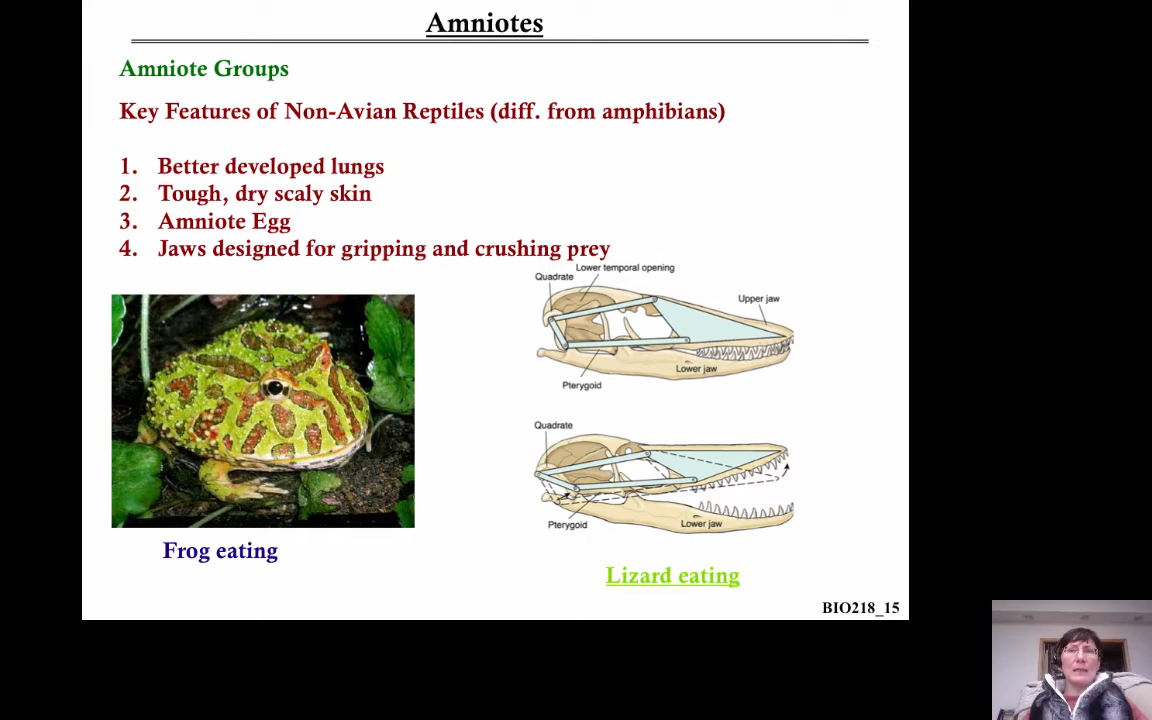 Amniotes
Amniote Groups
Key Features of Non-Avian Reptiles (diff. from amphibians)
1. Better developed lungs
2. Tough, dry scaly skin
3. Amniote Egg
4. Jaws designed for gripping and crushing prey
Lower temporal opening
Quadrate
Upper jaw
Lower jaw
Pterygoid
Quadrate
Pterygoid
Lower jaw
Frog eating
Lizard eating
BIO218_15